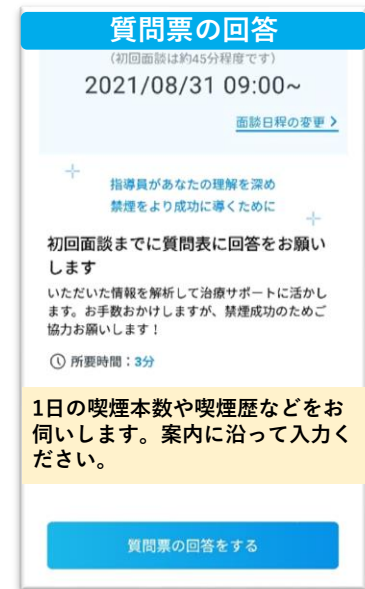 質問票の回答
(初回面談は約45分程度です)
2021/08/31 09:00~
面談日程の変更 >
指導員があなたの理解を深め
禁煙をより成功に導くために
初回面談までに質問表に回答をお願い
します
いただいた情報を解析して治療サポートに活かし
ます。お手数おかけしますが、禁煙成功のためご
協力お願いします！
所要時間：3分
1日の喫煙本数や喫煙歴などをお
伺いします。案内に沿って入力く
ださい。
質問票の回答をする